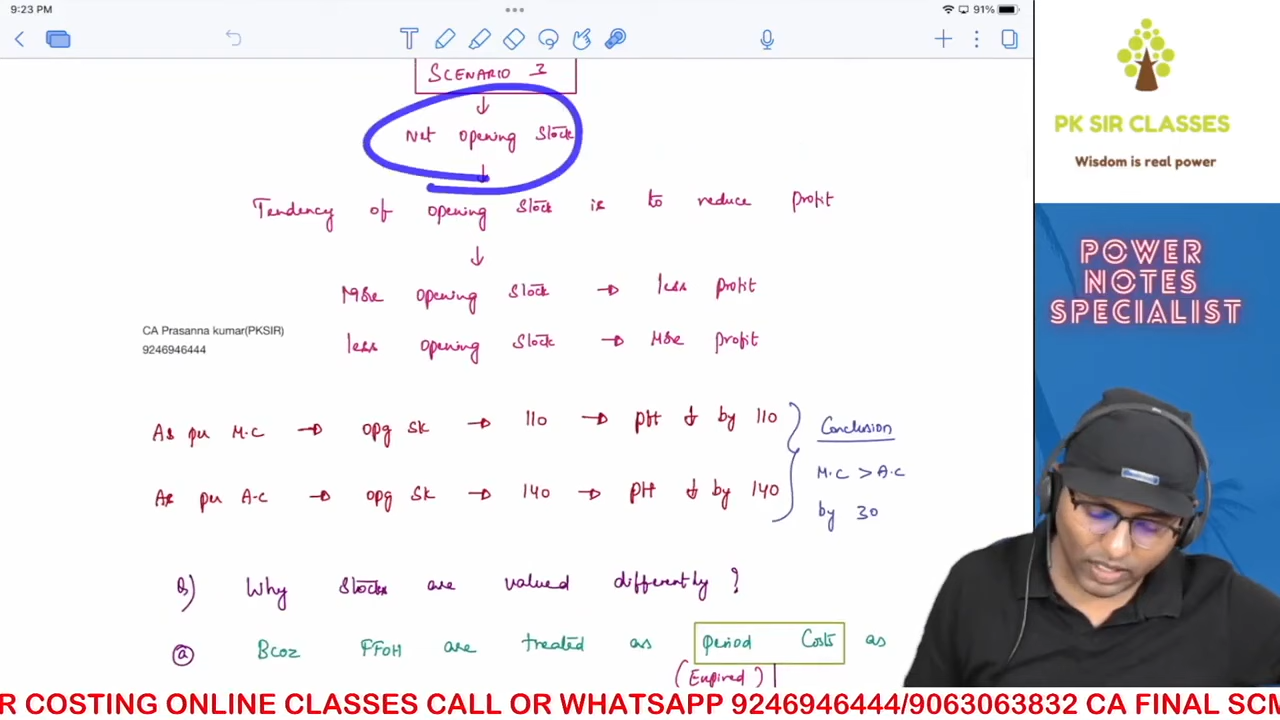 9:23 PM
91%
SCENARIO I
↓
Net opening Stock
↓
Tendency of opening Stock is to reduce Profit
↓
More opening Stock → less Profit
less opening Stock → More Profit
CA Prasanna kumar(PKSIR)
9246946444
As per M.C → opg Sk → 110 → pft ↓ by 110
As per A.C → opg Sk → 140 → pft ↓ by 140
Conclusion
M.C > A.C
by 30
Q) Why Stocks are valued differently ?
ⓐ Bcoz PFOH are treated as Period Costs as
(Expired)
PK SIR CLASSES
Wisdom is real power
POWER
NOTES
SPECIALIST
R COSTING ONLINE CLASSES CALL OR WHATSAPP 9246946444/9063063832 CA FINAL SCM